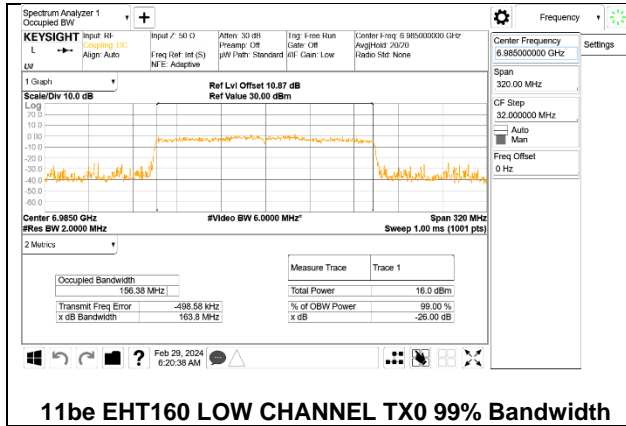 Spectrum Analyzer 1
Occupied BW
Frequency
KEYSIGHT
Input: RF
Coupling: DC
Align: Auto
Input Z: 50 Ω
Freq Ref: Int (S)
NFE: Adaptive
Atten: 30 dB
Preamp: Off
µW Path: Standard
Trig: Free Run
Gate: Off
#IF Gain: Low
Center Freq: 6.985000000 GHz
Avg|Hold: 20/20
Radio Std: None
L
Center Frequency
6.985000000 GHz
Settings
Span
320.00 MHz
CF Step
32.000000 MHz
Auto
Man
Freq Offset
0 Hz
1 Graph
Scale/Div 10.0 dB
Ref Lvl Offset 10.87 dB
Ref Value 30.00 dBm
Log
20.0
10.0
0.00
-10.0
-20.0
-30.0
-40.0
-50.0
-60.0
Center 6.9850 GHz
#Video BW 6.0000 MHz*
Span 320 MHz
#Res BW 2.0000 MHz
Sweep 1.00 ms (1001 pts)
2 Metrics
Occupied Bandwidth
156.38 MHz
Transmit Freq Error -498.58 kHz
x dB Bandwidth 163.8 MHz
Measure Trace Trace 1
Total Power 16.0 dBm
% of OBW Power 99.00 %
x dB -26.00 dB
Feb 29, 2024
6:20:38 AM
11be EHT160 LOW CHANNEL TX0 99% Bandwidth